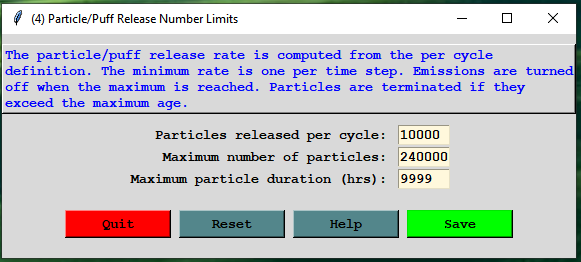 (4) Particle/Puff Release Number Limits
The particle/puff release rate is computed from the per cycle
definition. The minimum rate is one per time step. Emissions are turned
off when the maximum is reached. Particles are terminated if they
exceed the maximum age.
Particles released per cycle: 10000
Maximum number of particles: 240000
Maximum particle duration (hrs): 9999
Quit Reset Help Save